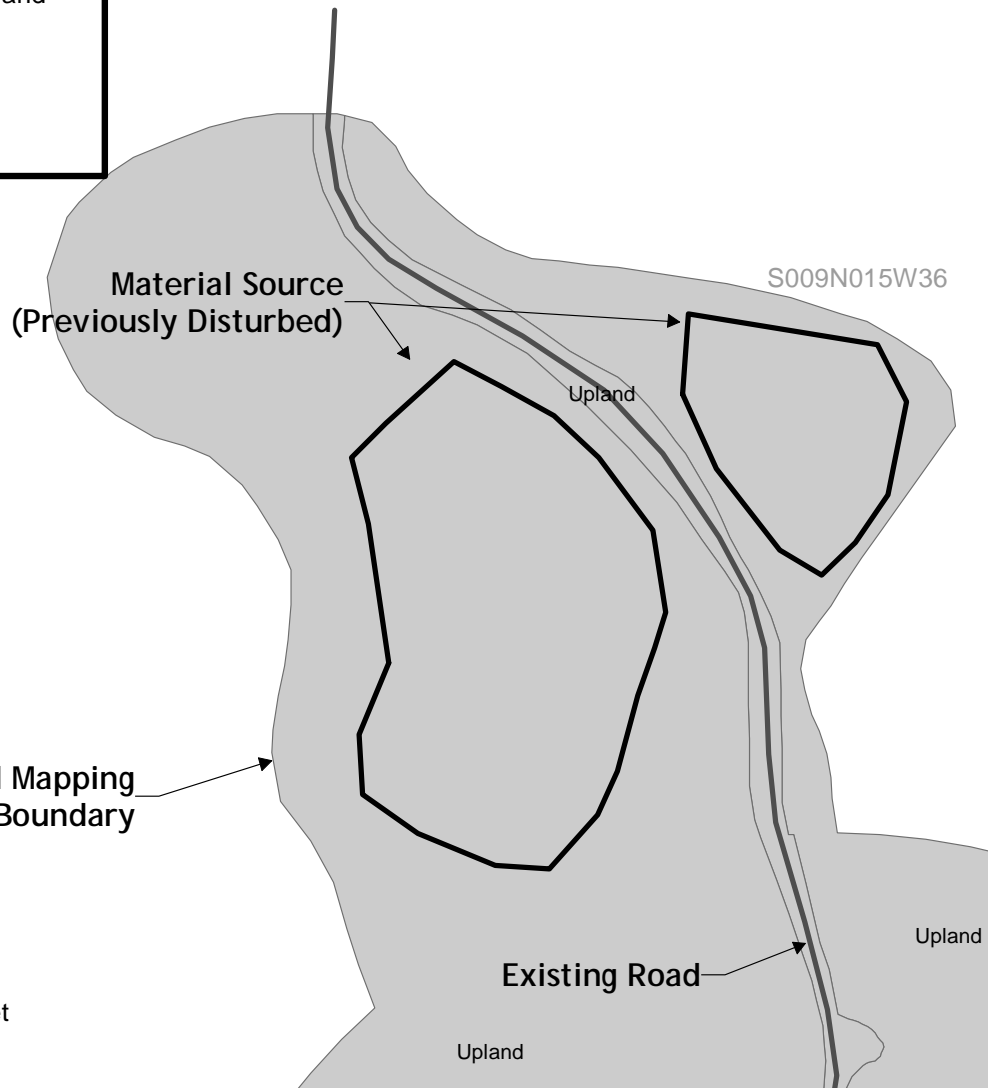 S009N015W36
Material Source
(Previously Disturbed)
Upland
Mapping
Boundary
Upland
Existing Road
Upland